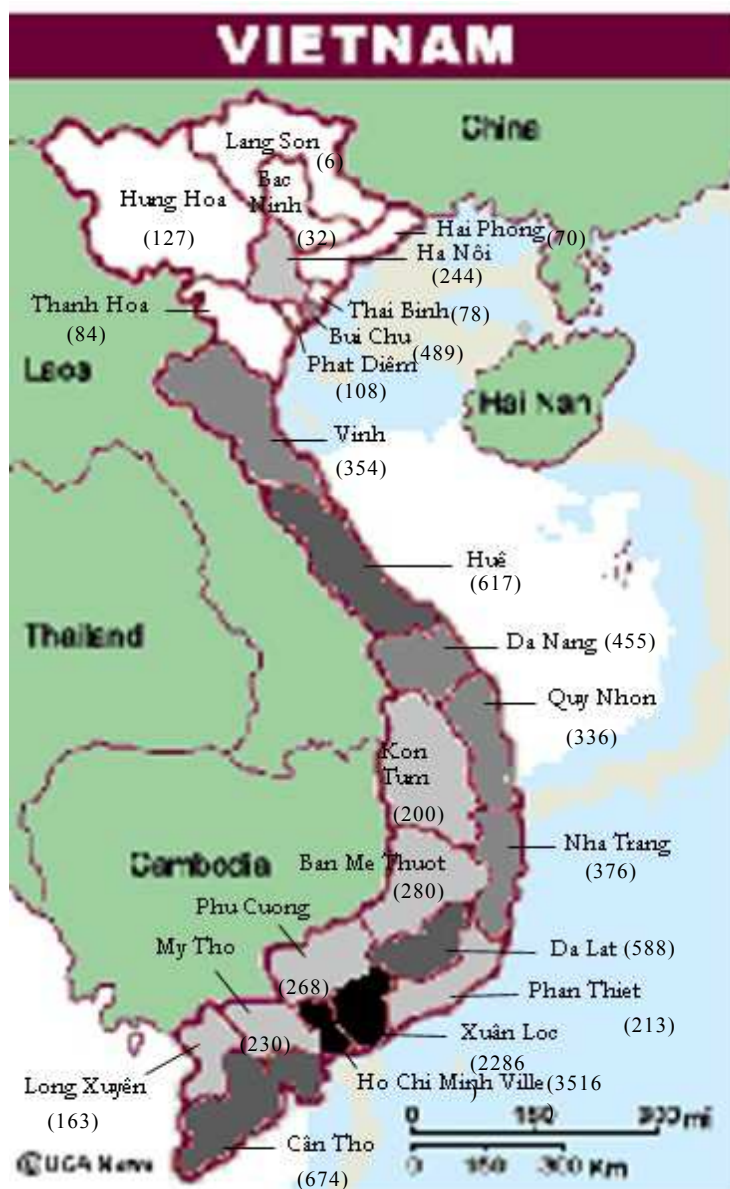 VIETNAM
China
Lang Son
(6)
Bac
Ninh
(32)
Hung Hoa
(127)
Hai Phong (70)
Ha Nôi
(244)
Thanh Hoa
(84)
Thai Binh (78)
Bui Chu (489)
Phat Diêm
(108)
Laos
Hai Nan
Vinh
(354)
Huê
(617)
Thailand
Da Nang (455)
Quy Nhon
(336)
Kon
Tum
(200)
Nha Trang
(376)
Cambodia
Ban Me Thuot
(280)
Phu Cuong
(268)
My Tho
(230)
Da Lat (588)
Phan Thiet
(213)
Xuân Loc
(2286
)
Long Xuyên
(163)
Ho Chi Minh Ville (3516
Cân Tho
(674)
0 150 300 mi
0 150 300 Km
©UCA News